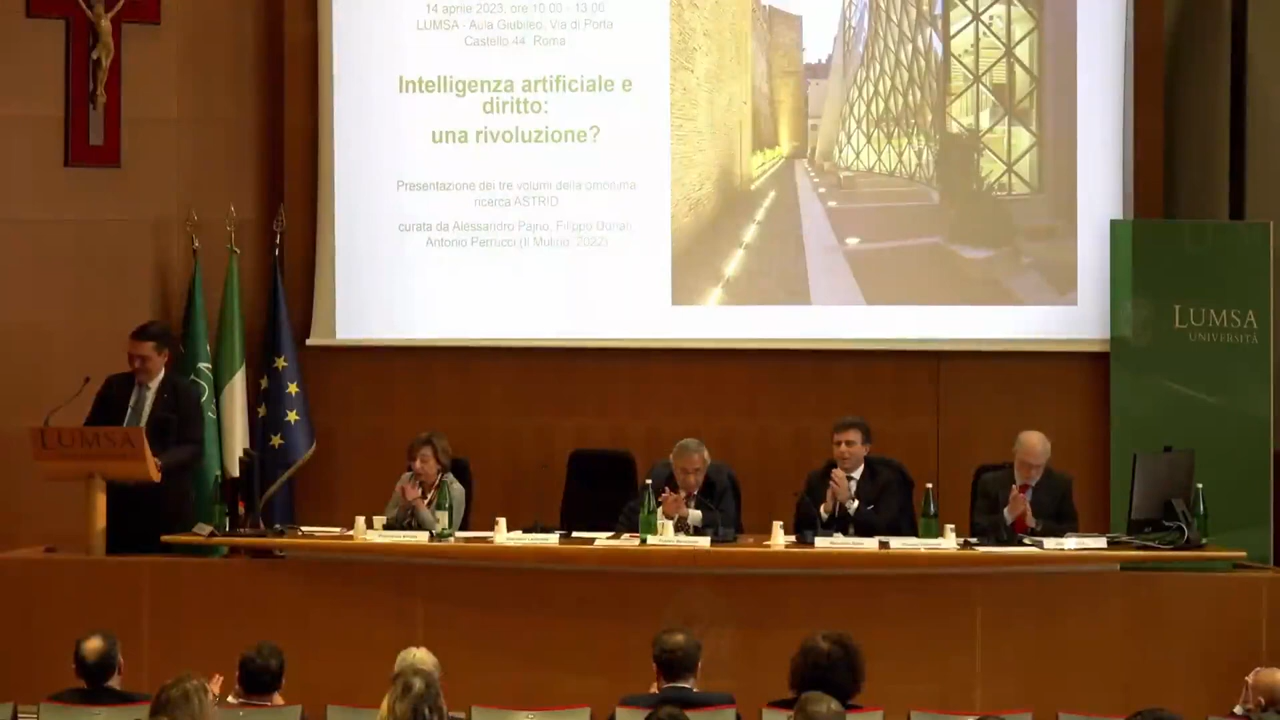 14 aprile 2023, ore 10.00 - 13.00
LUMSA - Aula Giubileo, Via di Porta
Castello 44, Roma
Intelligenza artificiale e
diritto:
una rivoluzione?
Presentazione dei tre volumi della omonima
ricerca ASTRID
curata da Alessandro Pajno, Filippo Donati,
Antonio Perrucci (Il Mulino, 2022)
LUMSA
UNIVERSITÀ
LUMSA